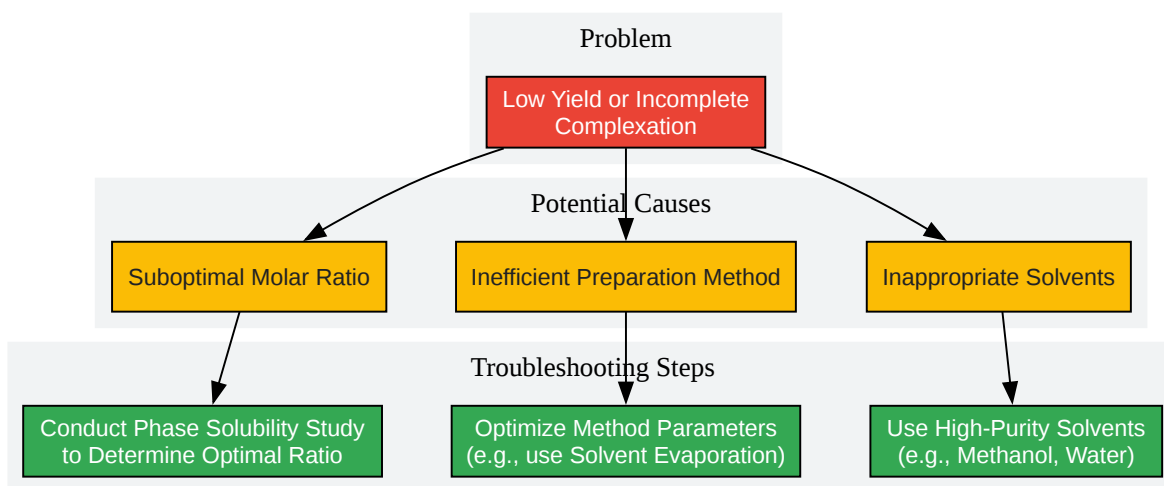 Problem
Low Yield or Incomplete
Complexation
Potential Causes
Suboptimal Molar Ratio
Inefficient Preparation Method
Inappropriate Solvents
Troubleshooting Steps
Conduct Phase Solubility Study
to Determine Optimal Ratio
Optimize Method Parameters
(e.g., use Solvent Evaporation)
Use High-Purity Solvents
(e.g., Methanol, Water)